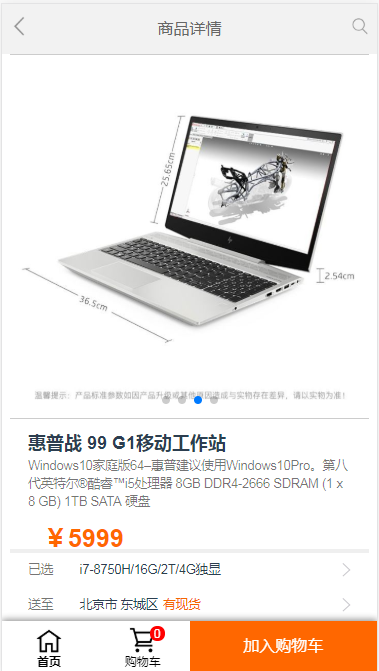 商品详情
25.65cm
36.5cm
2.54cm
温馨提示：产品标准参数如因产品升级或其他原因造成与实物存在差异，请以实物为准！
惠普战 99 G1移动工作站
Windows10家庭版64–惠普建议使用Windows10Pro。第八
代英特尔®酷睿™i5处理器 8GB DDR4-2666 SDRAM (1 x
8 GB) 1TB SATA 硬盘
￥5999
已选 i7-8750H/16G/2T/4G独显
送至 北京市 东城区 有现货
0
首页 购物车 加入购物车